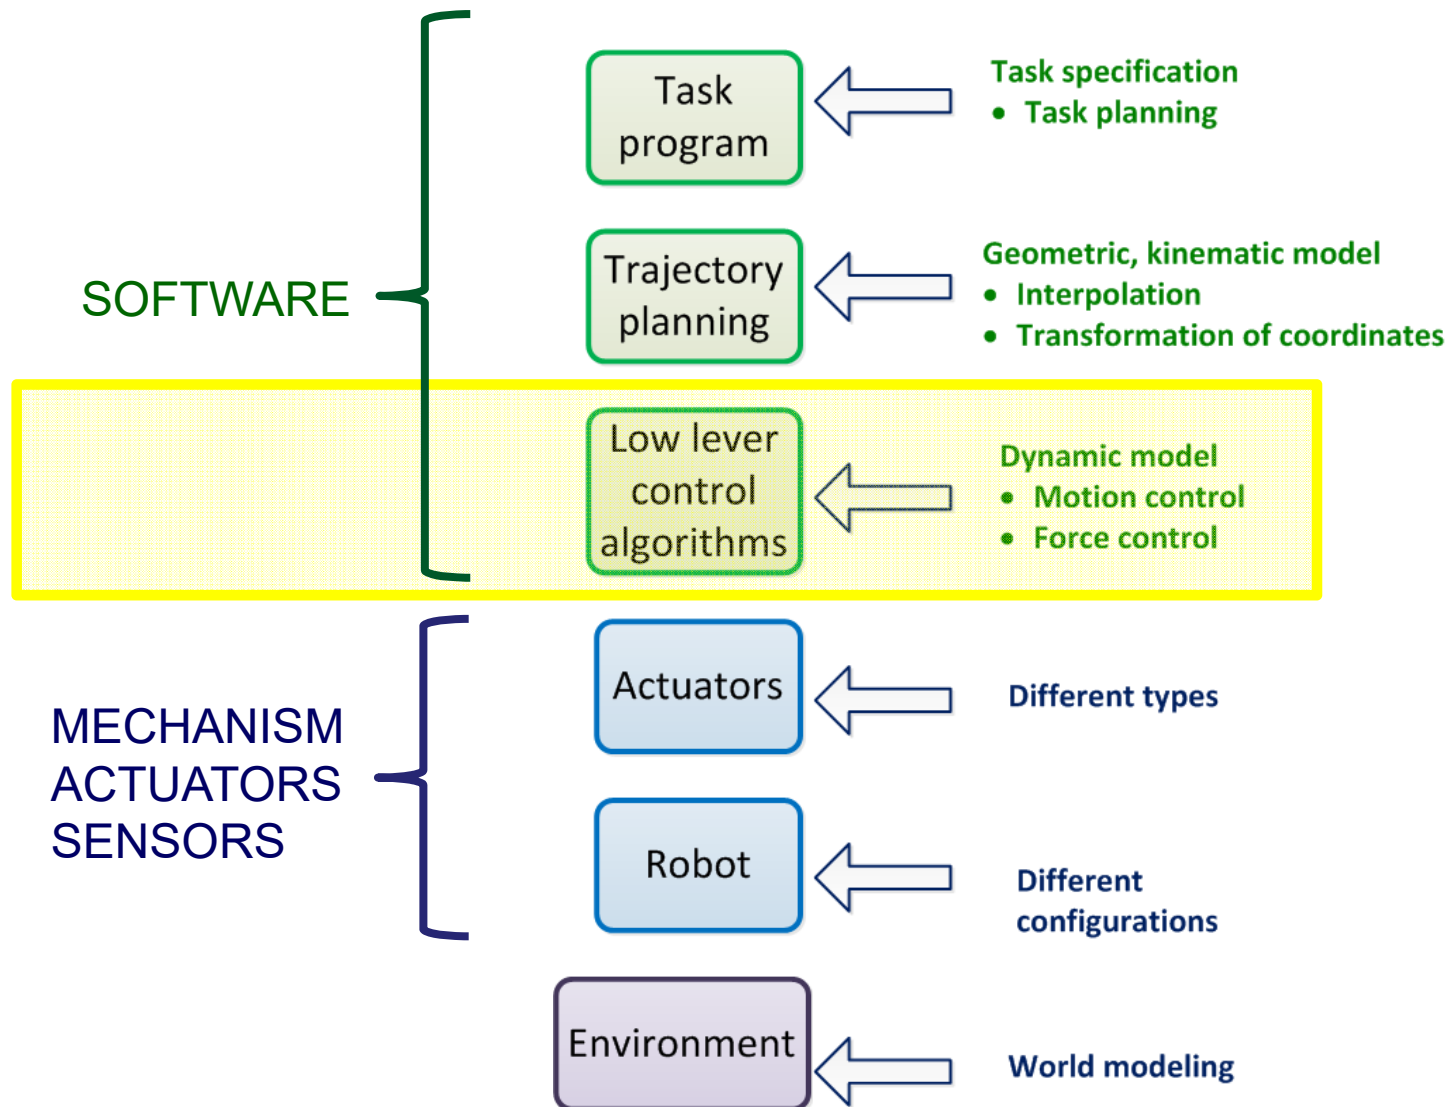 Task
program
Task specification
• Task planning
SOFTWARE
Trajectory
planning
Geometric, kinematic model
• Interpolation
• Transformation of coordinates
Low lever
control
algorithms
Dynamic model
• Motion control
• Force control
MECHANISM
ACTUATORS
SENSORS
Actuators
Different types
Robot
Different
configurations
Environment
World modeling